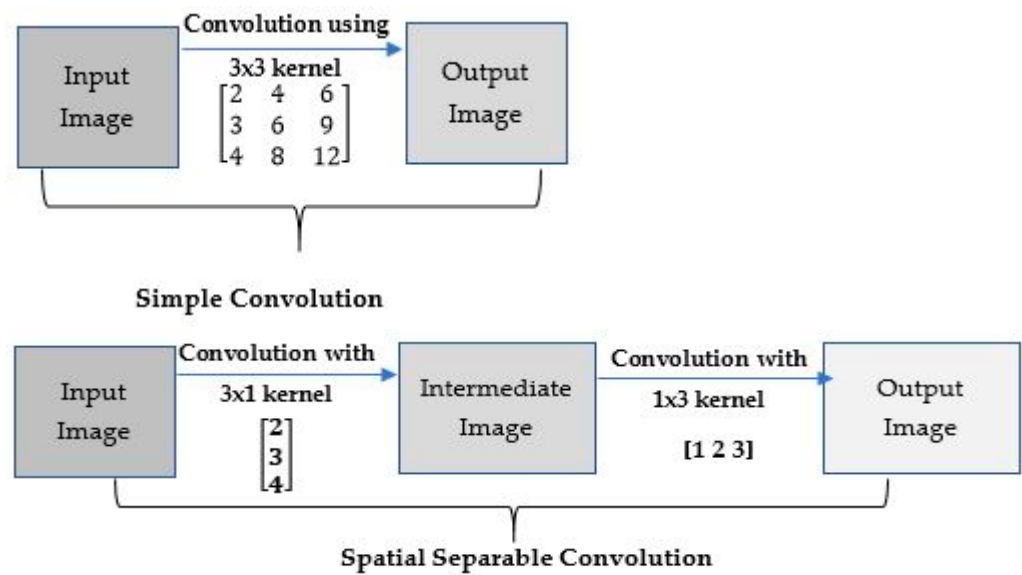 Convolution using
Input
Image
3x3 kernel
[2 4 6
3 6 9
4 8 12]
Output
Image
Simple Convolution
Input
Image
Convolution with
3x1 kernel
[2
3
4]
Intermediate
Image
Convolution with
1x3 kernel
[1 2 3]
Output
Image
Spatial Separable Convolution